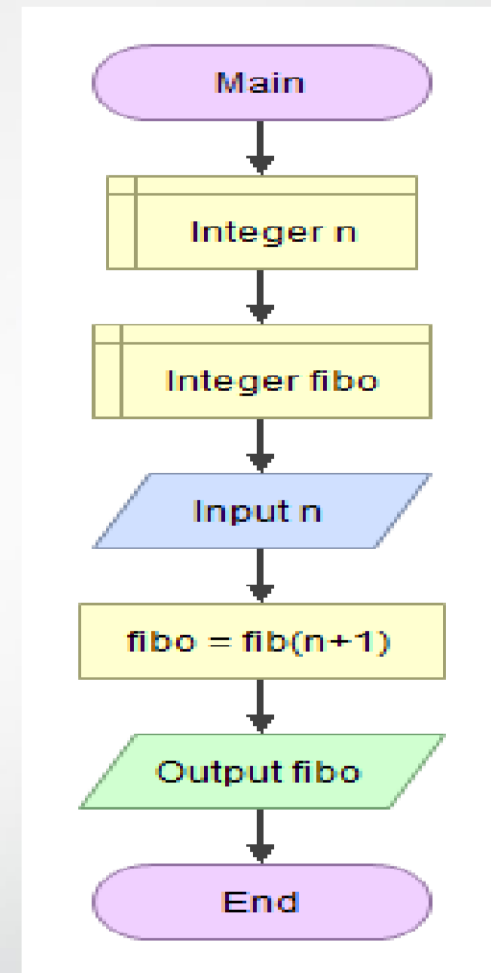 Main
Integer n
Integer fibo
Input n
fibo = fib(n+1)
Output fibo
End